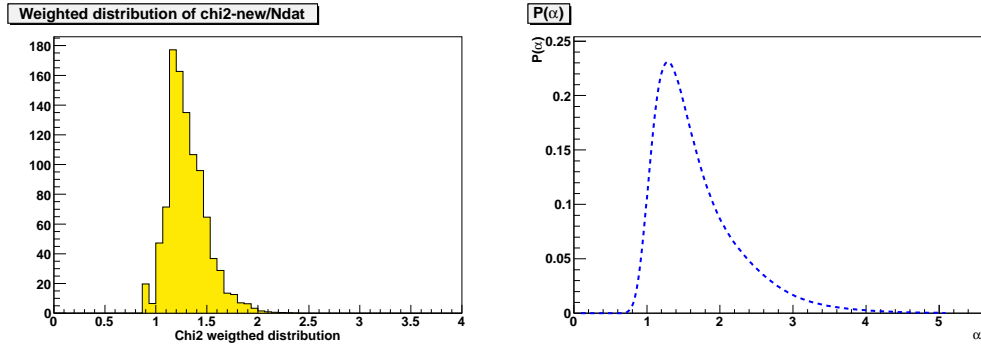 Weighted distribution of chi2-new/Ndat
180
160
140
120
100
80
60
40
20
0
0 0.5 1 1.5 2 2.5 3 3.5 4
Chi2 weigthed distribution
P(α)
P(α)
0.25
0.2
0.15
0.1
0.05
0
0 1 2 3 4 5
α